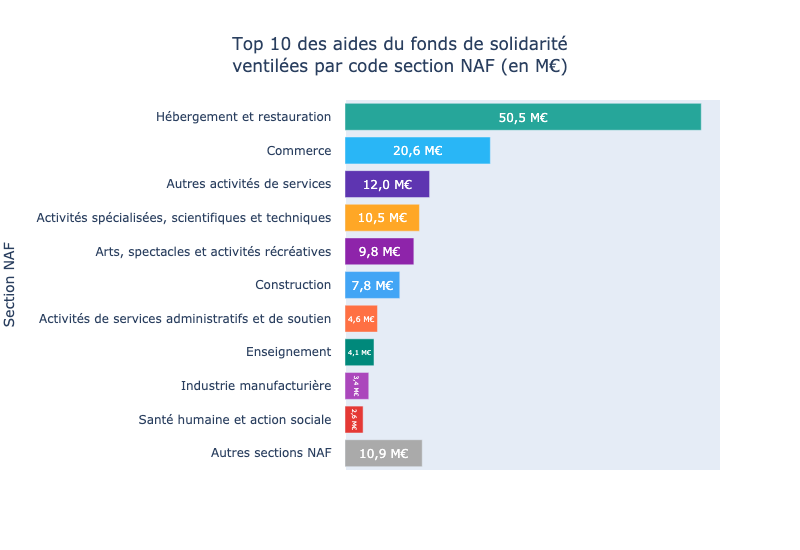 Top 10 des aides du fonds de solidarité
ventilées par code section NAF (en M€)
Section NAF
Hébergement et restauration 50,5 M€
Commerce 20,6 M€
Autres activités de services 12,0 M€
Activités spécialisées, scientifiques et techniques 10,5 M€
Arts, spectacles et activités récréatives 9,8 M€
Construction 7,8 M€
Activités de services administratifs et de soutien 4,6 M€
Enseignement 4,1 M€
Industrie manufacturière 3,4 M€
Santé humaine et action sociale 2,6 M€
Autres sections NAF 10,9 M€